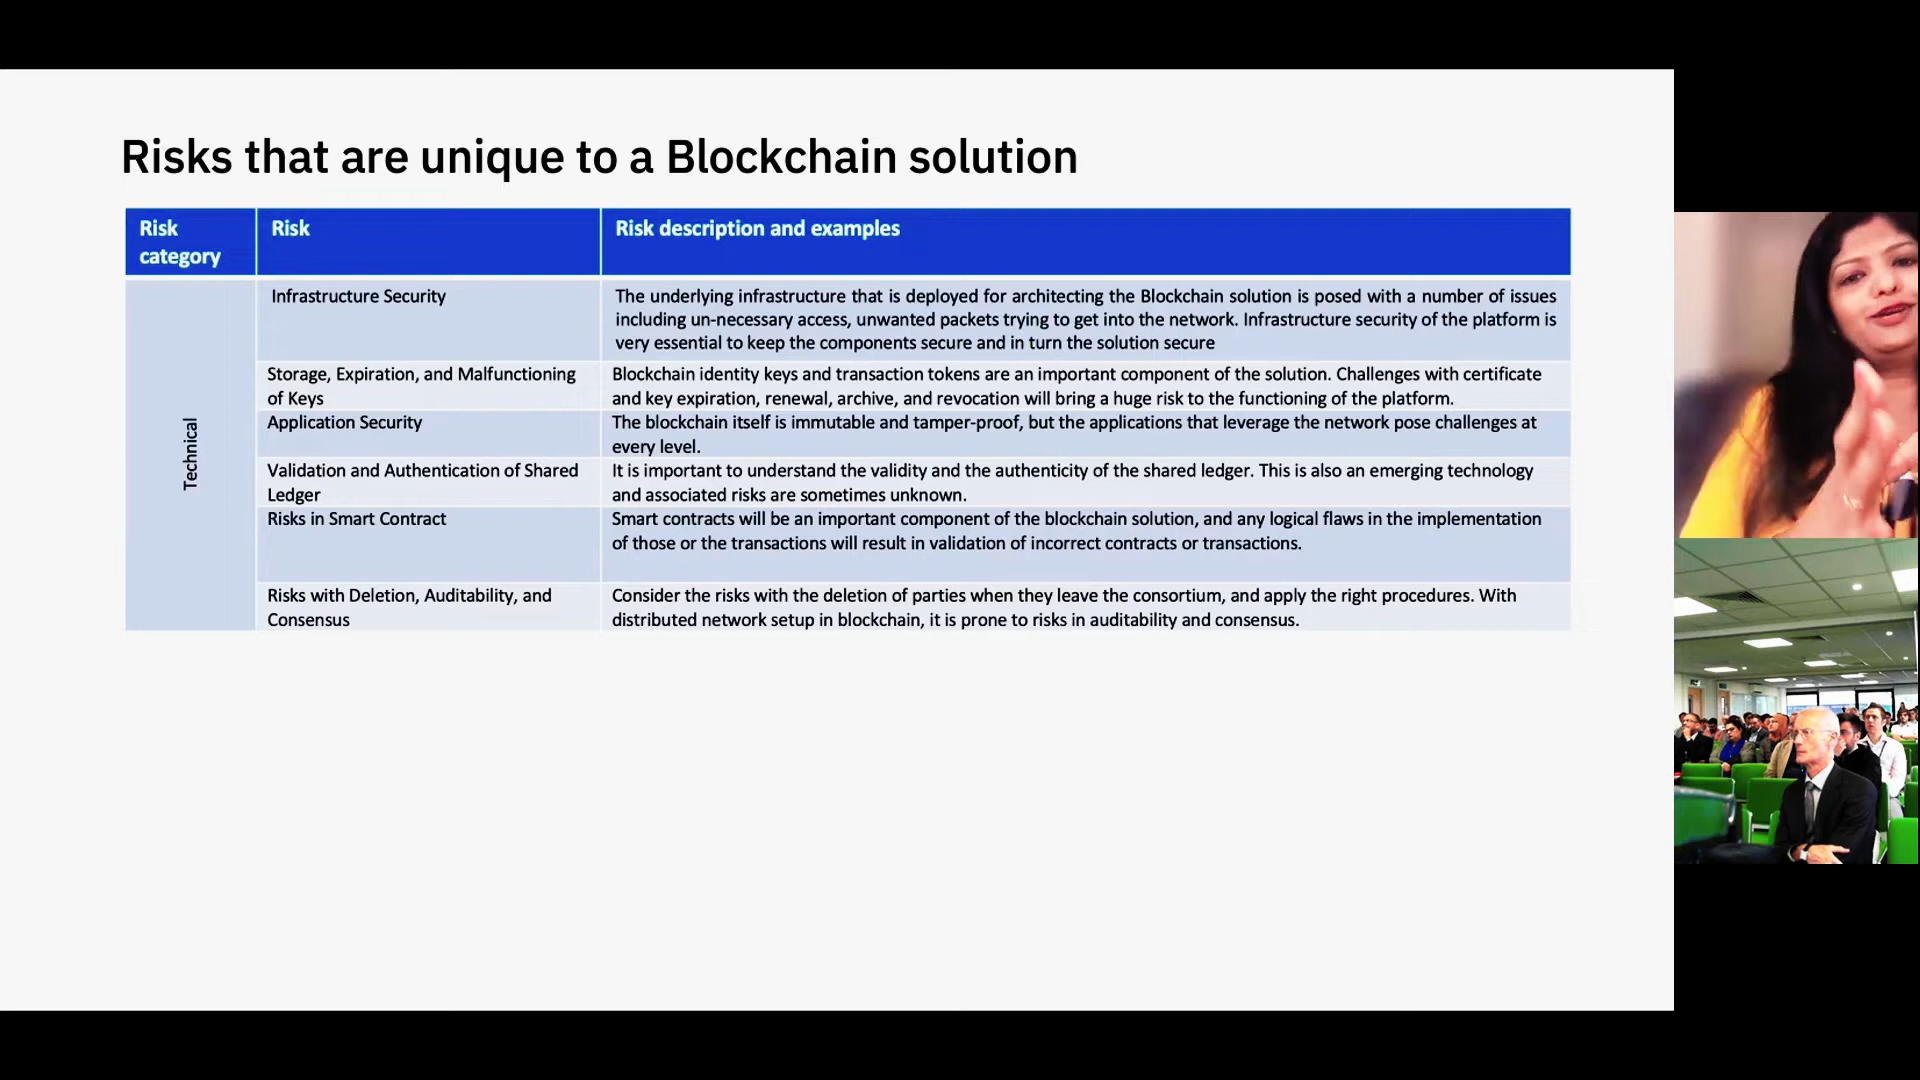 Risks that are unique to a Blockchain solution
Risk
category
Risk
Risk description and examples
Technical
Infrastructure Security
The underlying infrastructure that is deployed for architecting the Blockchain solution is posed with a number of issues
including un-necessary access, unwanted packets trying to get into the network. Infrastructure security of the platform is
very essential to keep the components secure and in turn the solution secure
Storage, Expiration, and Malfunctioning
of Keys
Blockchain identity keys and transaction tokens are an important component of the solution. Challenges with certificate
and key expiration, renewal, archive, and revocation will bring a huge risk to the functioning of the platform.
Application Security
The blockchain itself is immutable and tamper-proof, but the applications that leverage the network pose challenges at
every level.
Validation and Authentication of Shared
Ledger
It is important to understand the validity and the authenticity of the shared ledger. This is also an emerging technology
and associated risks are sometimes unknown.
Risks in Smart Contract
Smart contracts will be an important component of the blockchain solution, and any logical flaws in the implementation
of those or the transactions will result in validation of incorrect contracts or transactions.
Risks with Deletion, Auditability, and
Consensus
Consider the risks with the deletion of parties when they leave the consortium, and apply the right procedures. With
distributed network setup in blockchain, it is prone to risks in auditability and consensus.